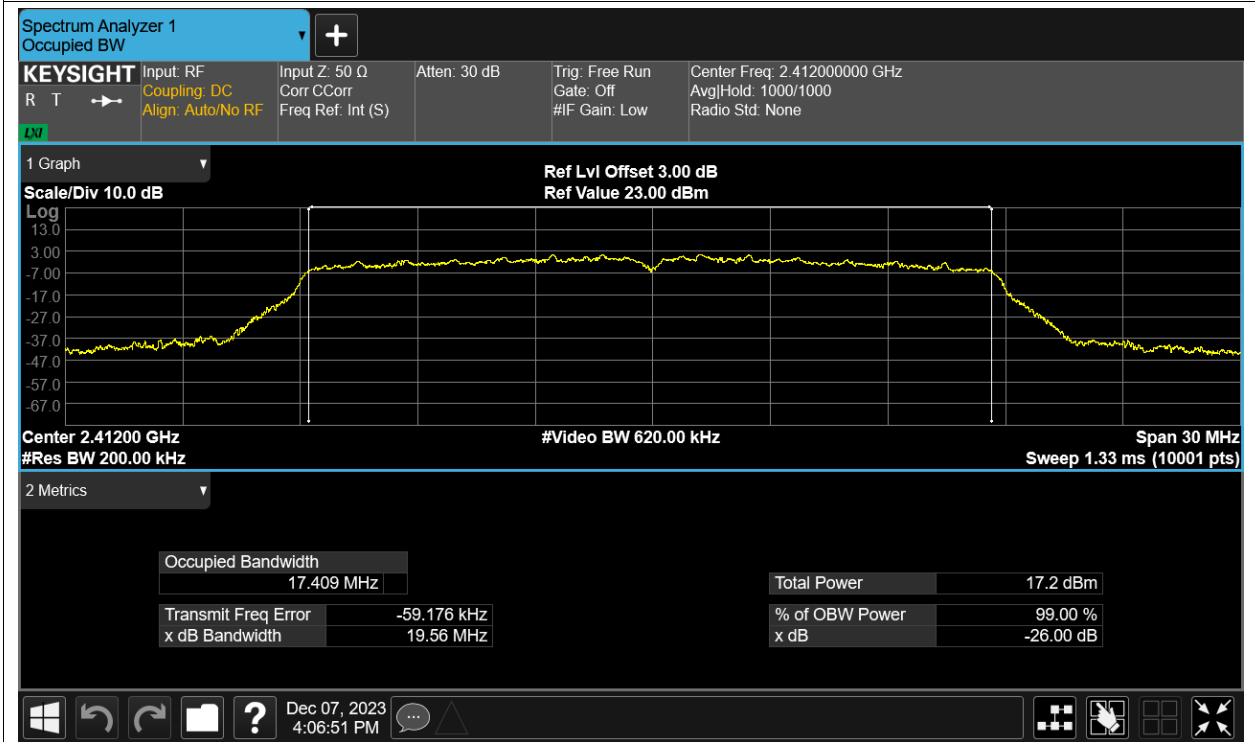 Spectrum Analyzer 1
Occupied BW
+
KEYSIGHT
R T
LXI
Input: RF
Coupling: DC
Align: Auto/No RF
Input Z: 50 Ω
Corr CCorr
Freq Ref: Int (S)
Atten: 30 dB
Trig: Free Run
Gate: Off
#IF Gain: Low
Center Freq: 2.412000000 GHz
Avg|Hold: 1000/1000
Radio Std: None
1 Graph
Scale/Div 10.0 dB
Ref Lvl Offset 3.00 dB
Ref Value 23.00 dBm
Log
13.0
3.00
-7.00
-17.0
-27.0
-37.0
-47.0
-57.0
-67.0
Center 2.41200 GHz
#Res BW 200.00 kHz
#Video BW 620.00 kHz
Span 30 MHz
Sweep 1.33 ms (10001 pts)
2 Metrics
Occupied Bandwidth
17.409 MHz
Transmit Freq Error -59.176 kHz
x dB Bandwidth 19.56 MHz
Total Power 17.2 dBm
% of OBW Power 99.00 %
x dB -26.00 dB
?
Dec 07, 2023
4:06:51 PM